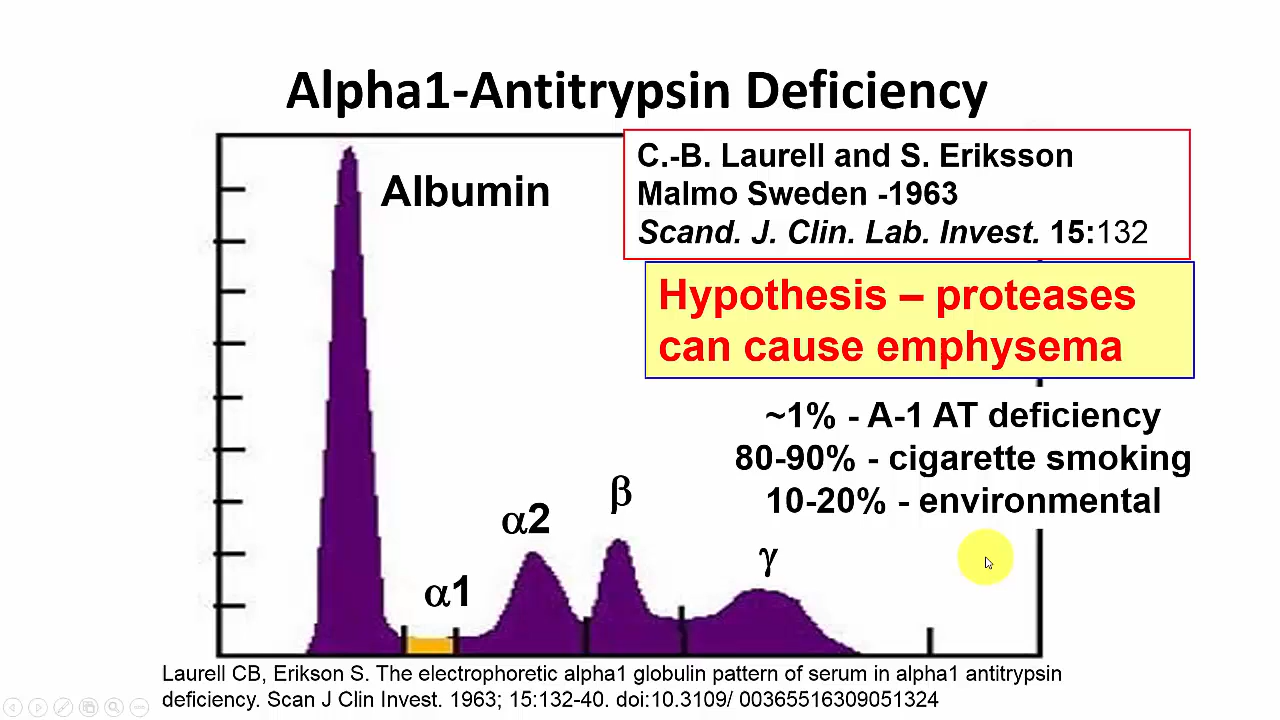 Alpha1-Antitrypsin Deficiency
C.-B. Laurell and S. Eriksson
Malmo Sweden -1963
Scand. J. Clin. Lab. Invest. 15:132
Albumin
Hypothesis – proteases
can cause emphysema
~1% - A-1 AT deficiency
80-90% - cigarette smoking
10-20% - environmental
α1
α2
β
γ
Laurell CB, Erikson S. The electrophoretic alpha1 globulin pattern of serum in alpha1 antitrypsin
deficiency. Scan J Clin Invest. 1963; 15:132-40. doi:10.3109/ 00365516309051324